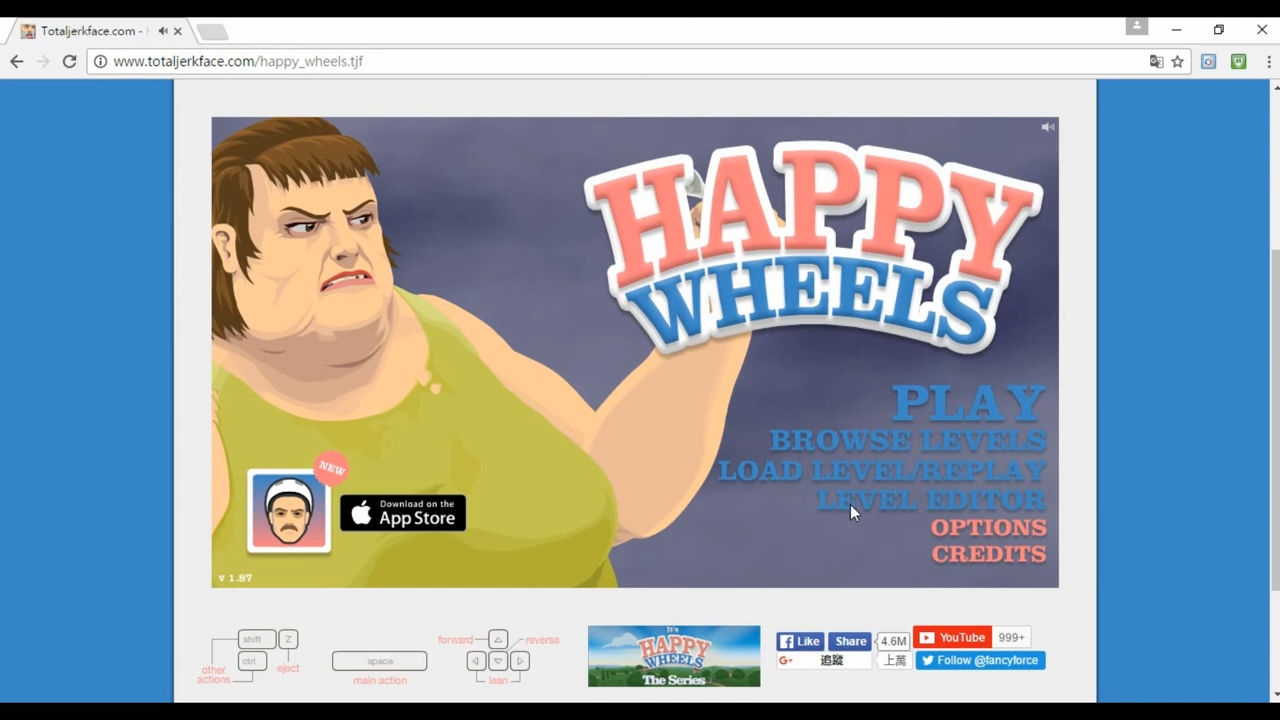 Totaljerkface.com -
www.totaljerkface.com/happy_wheels.tjf
HAPPY
WHEELS
PLAY
BROWSE LEVELS
LOAD LEVEL/REPLAY
LEVEL EDITOR
OPTIONS
CREDITS
NEW
Download on the
App Store
v 1.87
shift
Z
ctrl
eject
other
actions
space
main action
forward
reverse
lean
It's
HAPPY
WHEELS
The Series
Like
Share
4.6M
YouTube
999+
G+
追蹤
上萬
Follow @fancyforce